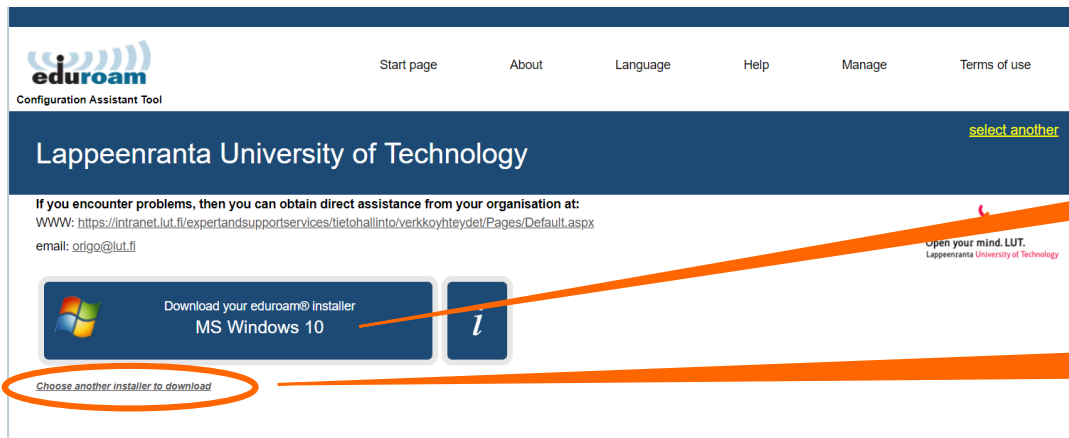 eduroam
Configuration Assistant Tool
Start page About Language Help Manage Terms of use
select another
Lappeenranta University of Technology
If you encounter problems, then you can obtain direct assistance from your organisation at:
WWW: https://intranet.lut.fi/expertandsupportservices/tietohallinto/verkkoyhteydet/Pages/Default.aspx
email: origo@lut.fi
Open your mind. LUT.
Lappeenranta University of Technology
Download your eduroam® installer
MS Windows 10
i
Choose another installer to download